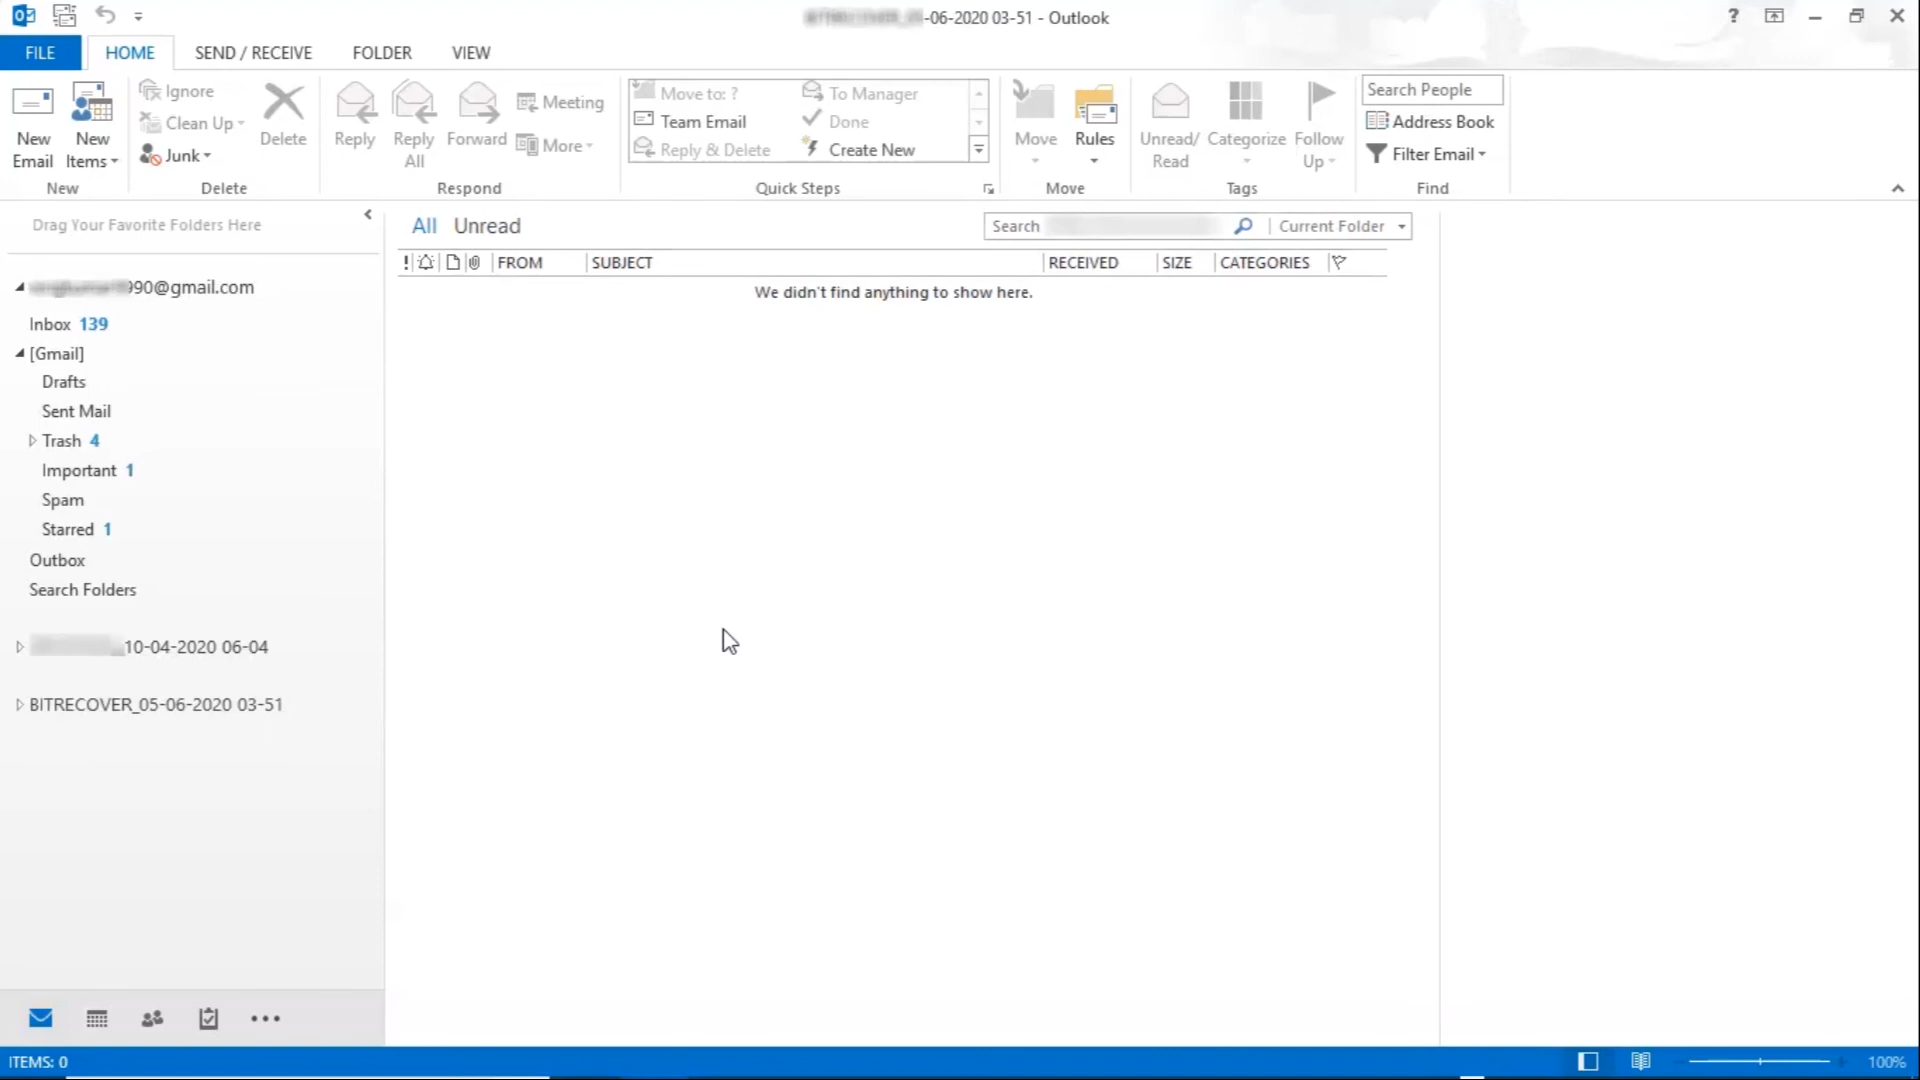 -06-2020 03-51 - Outlook
?
FILE HOME SEND / RECEIVE FOLDER VIEW
New Email
New Items
New
Ignore
Clean Up
Junk
Delete
Delete
Reply
Reply All
Forward
Meeting
More
Respond
Move to: ?
Team Email
Reply & Delete
To Manager
Done
Create New
Quick Steps
Move
Rules
Move
Unread/ Read
Categorize
Follow Up
Tags
Search People
Address Book
Filter Email
Find
Drag Your Favorite Folders Here
990@gmail.com
Inbox 139
[Gmail]
Drafts
Sent Mail
Trash 4
Important 1
Spam
Starred 1
Outbox
Search Folders
_10-04-2020 06-04
BITRECOVER_05-06-2020 03-51
All Unread
Search
Current Folder
! FROM SUBJECT RECEIVED SIZE CATEGORIES
We didn't find anything to show here.
ITEMS: 0
100%